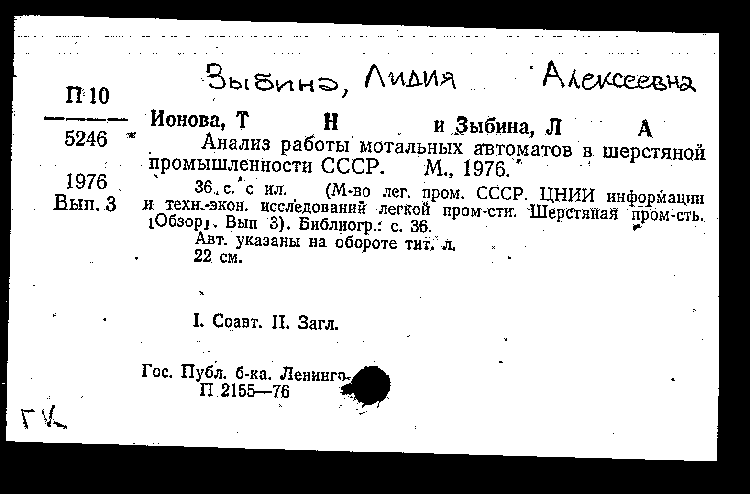 Зыбина, Лидия Алексеевна
П 10
5246
1976
Вып. 3
Ионова, Т Н и Зыбина, Л А
Анализ работы мотальных автоматов в шерстяной
промышленности СССР. М., 1976.
36 с. с ил. (М-во лег. пром. СССР. ЦНИИ информации
и техн.-экон. исследований легкой пром-сти. Шерстяная пром-сть.
[Обзор]. Вып 3). Библиогр.: с. 36.
Авт. указаны на обороте тит. л.
22 см.
I. Соавт. II. Загл.
Гос. Публ. б-ка. Ленингр.
П 2155—76
ГК